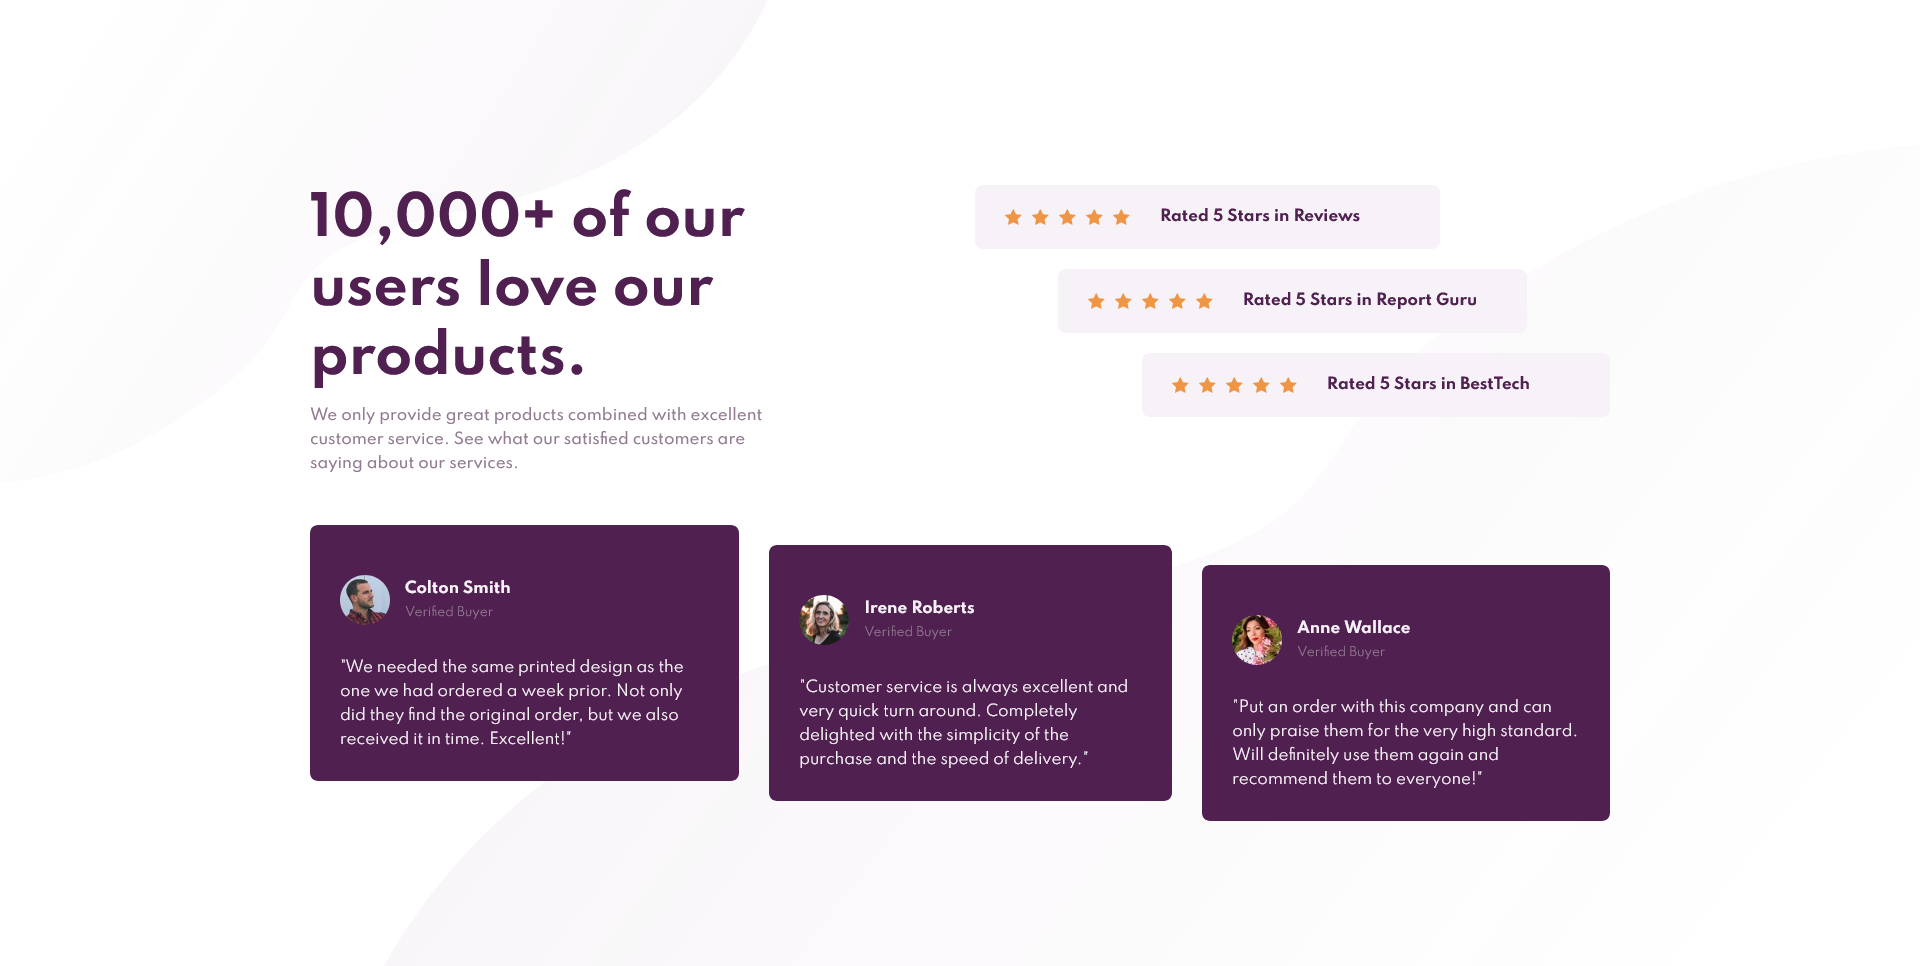 10,000+ of our
users love our
products.
We only provide great products combined with excellent
customer service. See what our satisfied customers are
saying about our services.
Rated 5 Stars in Reviews
Rated 5 Stars in Report Guru
Rated 5 Stars in BestTech
Colton Smith
Verified Buyer
"We needed the same printed design as the
one we had ordered a week prior. Not only
did they find the original order, but we also
received it in time. Excellent!"
Irene Roberts
Verified Buyer
"Customer service is always excellent and
very quick turn around. Completely
delighted with the simplicity of the
purchase and the speed of delivery."
Anne Wallace
Verified Buyer
"Put an order with this company and can
only praise them for the very high standard.
Will definitely use them again and
recommend them to everyone!"